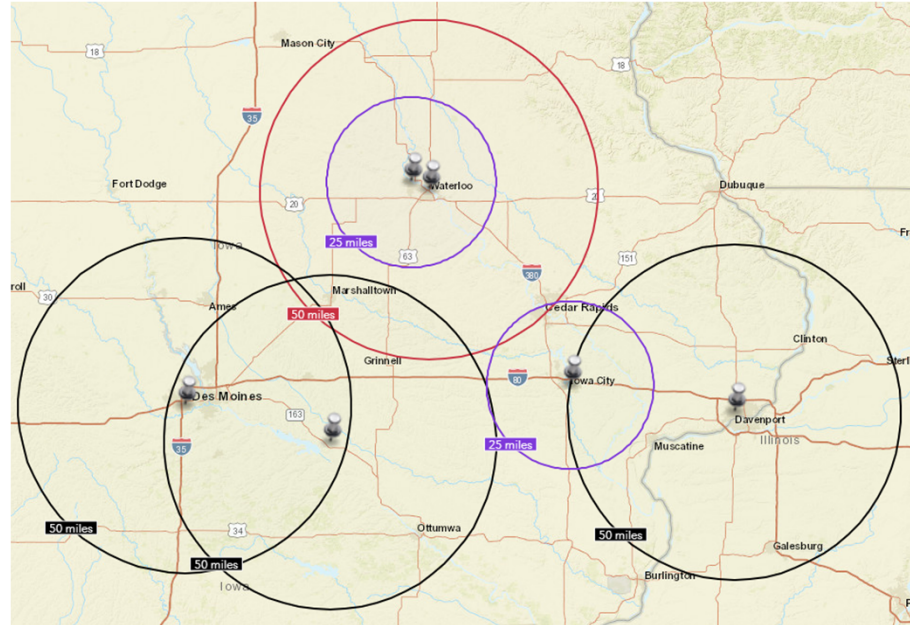 Mason City
18
18
35
Fort Dodge
Waterloo
Dubuque
20
20
Iowa
25 miles
63
151
380
roll
30
Marshalltown
Ames
50 miles
Cedar Rapids
Clinton
Grinnell
80
Iowa City
Des Moines
163
Davenport
Illinois
35
25 miles
Muscatine
50 miles
34
Ottumwa
50 miles
Galesburg
50 miles
Burlington
Iowa